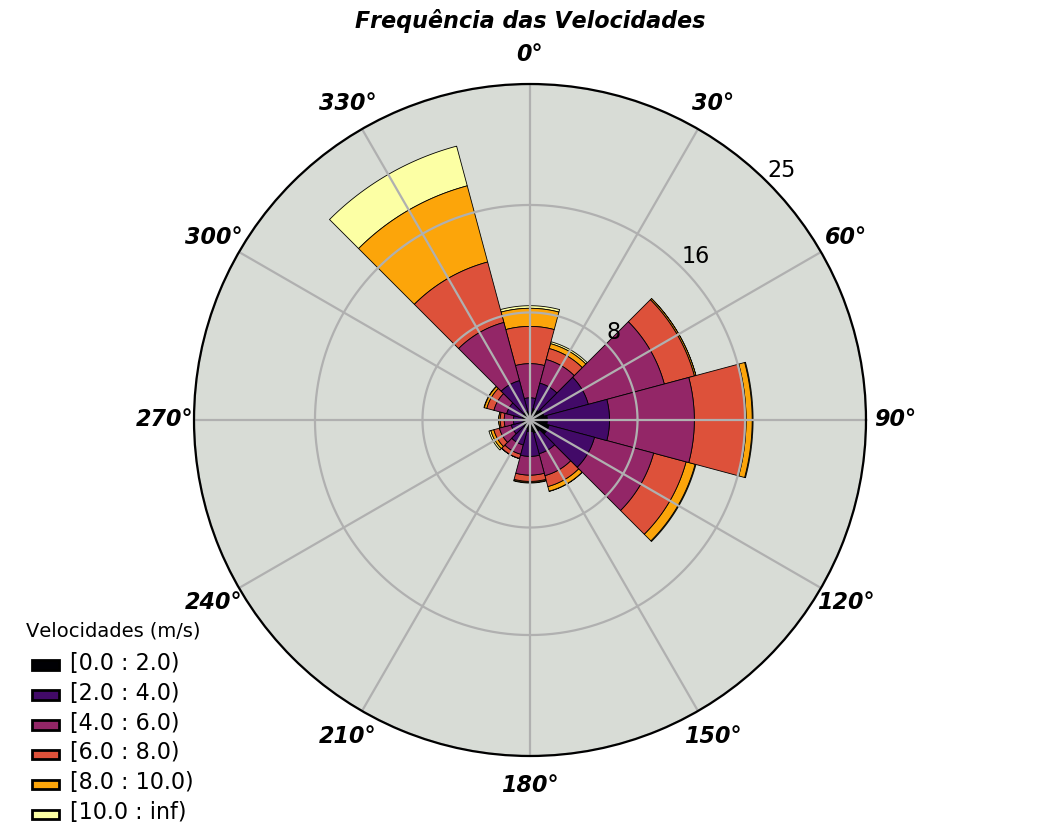 Frequência das Velocidades
0°
30°
60°
90°
120°
150°
180°
210°
240°
270°
300°
330°
8
16
25
Velocidades (m/s)
[0.0 : 2.0)
[2.0 : 4.0)
[4.0 : 6.0)
[6.0 : 8.0)
[8.0 : 10.0)
[10.0 : inf)